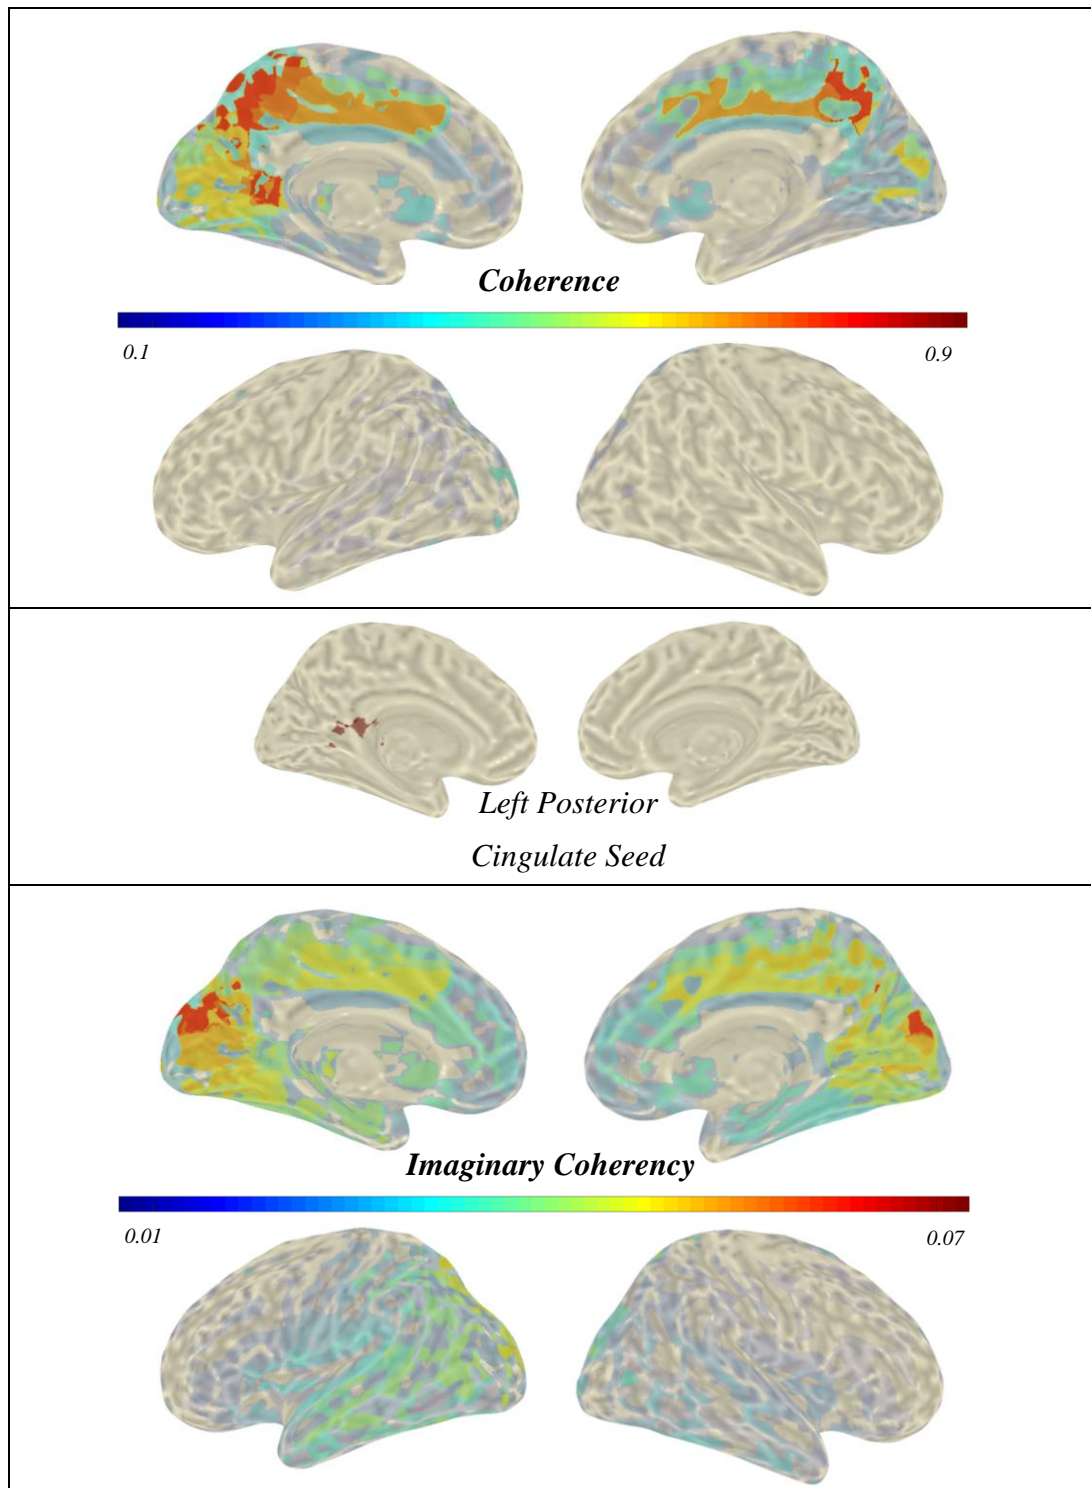 Coherence
0.1
0.9
Left Posterior
Cingulate Seed
Imaginary Coherency
0.01
0.07